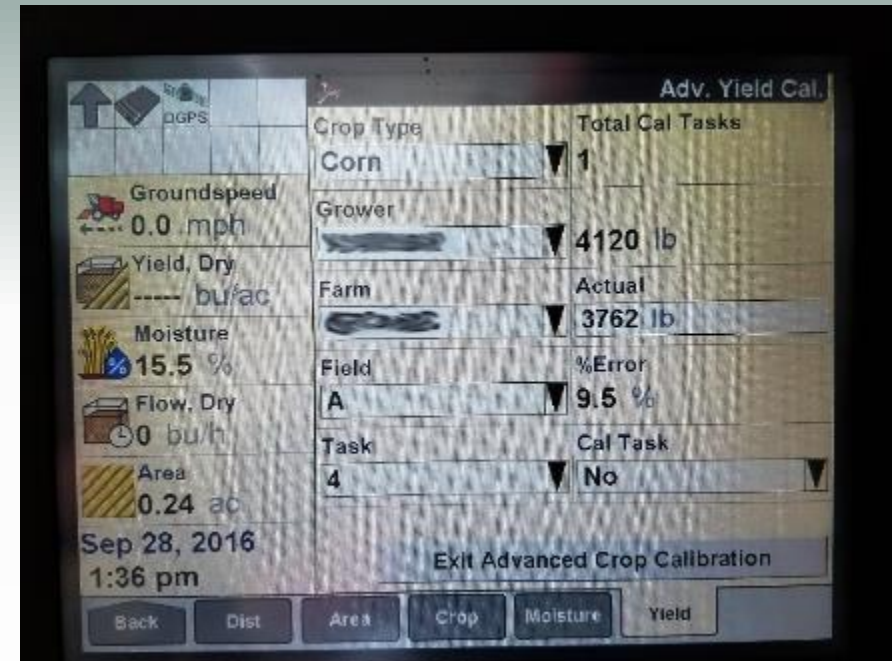 Adv. Yield Cal.
DGPS
Groundspeed
0.0 mph
Yield, Dry
----- bu/ac
Moisture
15.5 %
Flow, Dry
0 bu/h
Area
0.24 ac
Sep 28, 2016
1:36 pm
Crop Type
Corn
Grower
Farm
Field
A
Task
4
Total Cal Tasks
1
4120 lb
Actual
3762 lb
%Error
9.5 %
Cal Task
No
Exit Advanced Crop Calibration
Back
Dist
Area
Crop
Moisture
Yield